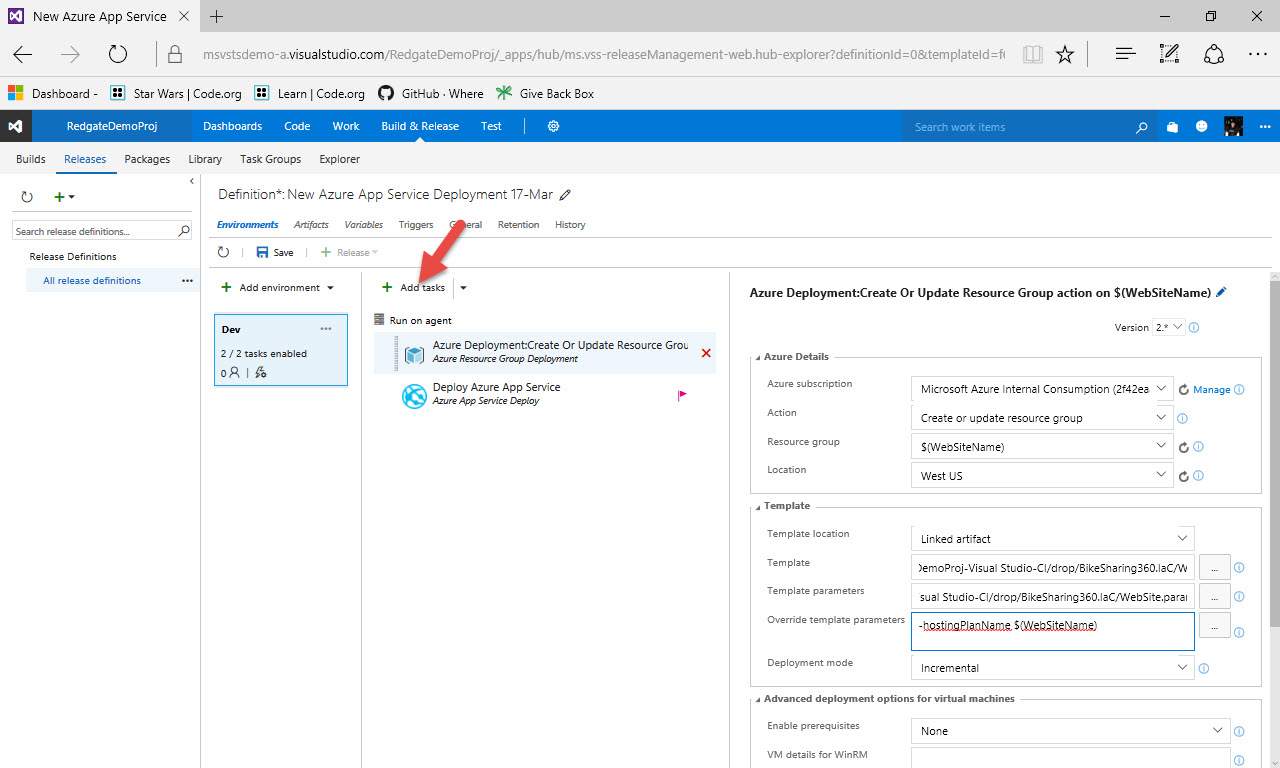 New Azure App Service
msvstsdemo-a.visualstudio.com/RedgateDemoProj/_apps/hub/ms.vss-releaseManagement-web.hub-explorer?definitionId=0&templateId=f
Dashboard - Star Wars | Code.org Learn | Code.org GitHub · Where Give Back Box
RedgateDemoProj Dashboards Code Work Build & Release Test Search work items
Builds Releases Packages Library Task Groups Explorer
Definition*: New Azure App Service Deployment 17-Mar
Search release definitions...
Release Definitions
All release definitions
Environments Artifacts Variables Triggers General Retention History
Save Release
Add environment
Dev
2 / 2 tasks enabled
0
Add tasks
Run on agent
Azure Deployment:Create Or Update Resource Grou
Azure Resource Group Deployment
Deploy Azure App Service
Azure App Service Deploy
Azure Deployment:Create Or Update Resource Group action on $(WebSiteName)
Version 2.*
Azure Details
Azure subscription Microsoft Azure Internal Consumption (2f42ea Manage
Action Create or update resource group
Resource group $(WebSiteName)
Location West US
Template
Template location Linked artifact
Template DemoProj-Visual Studio-CI/drop/BikeSharing360.IaC/W ...
Template parameters sual Studio-CI/drop/BikeSharing360.IaC/WebSite.para ...
Override template parameters -hostingPlanName $(WebSiteName) ...
Deployment mode Incremental
Advanced deployment options for virtual machines
Enable prerequisites None
VM details for WinRM